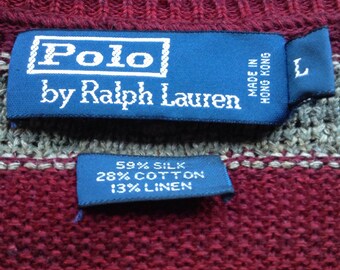 Polo
by Ralph Lauren
MADE IN
HONG KONG
L
59% SILK
28% COTTON
13% LINEN